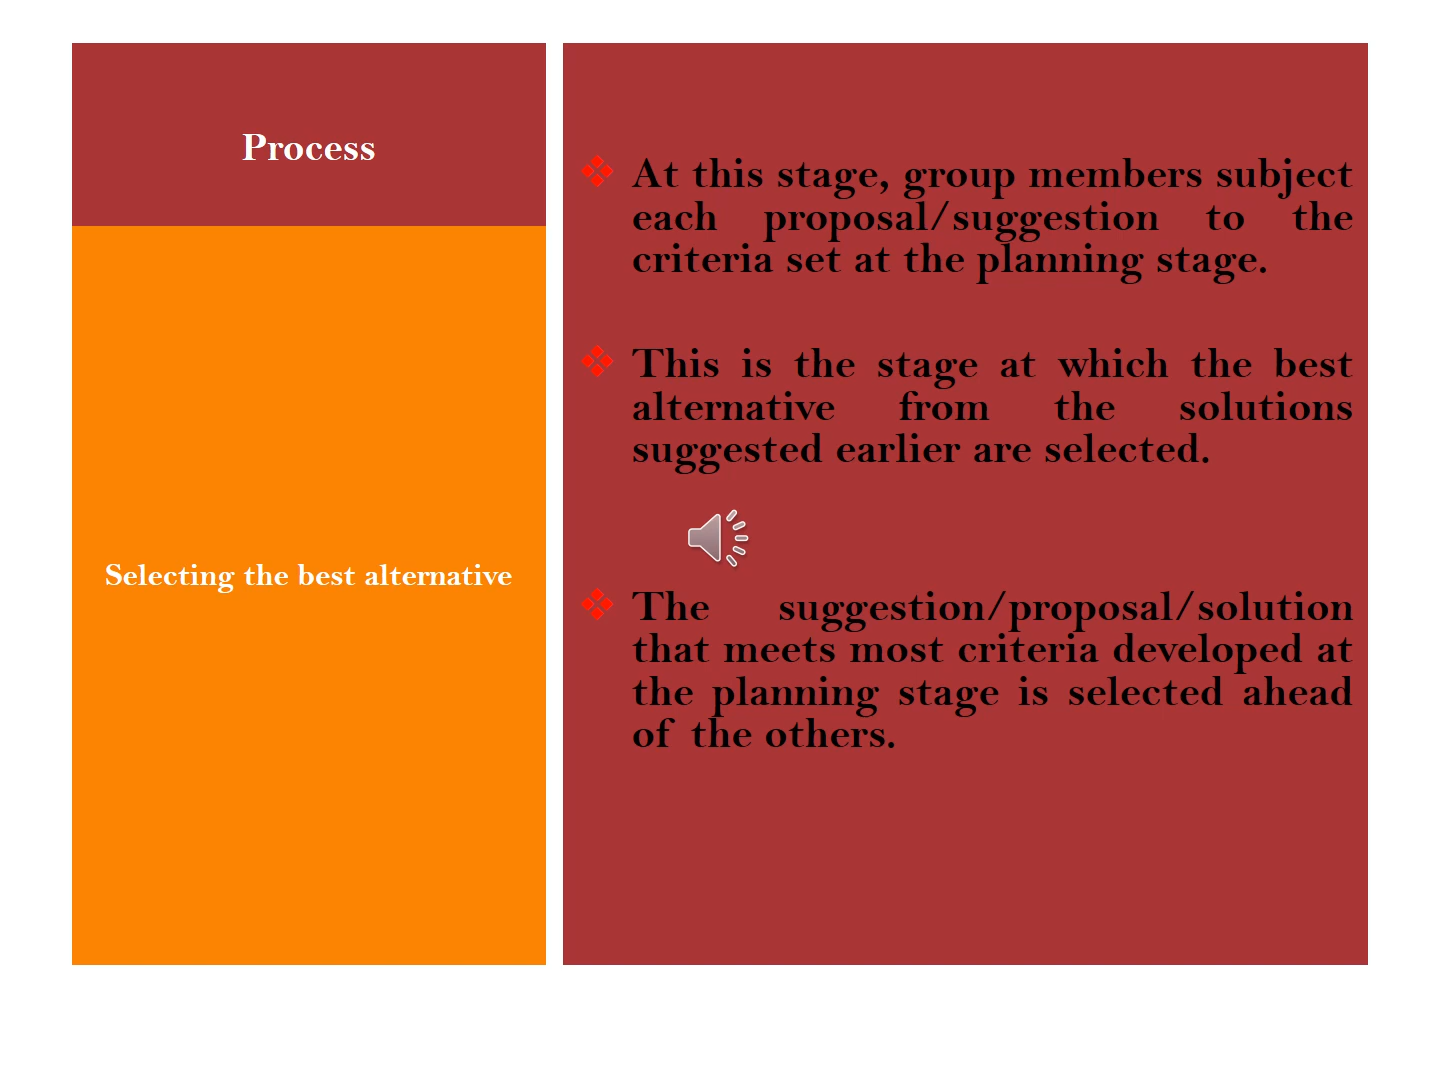 Process
Selecting the best alternative
At this stage, group members subject
each proposal/suggestion to the
criteria set at the planning stage.
This is the stage at which the best
alternative from the solutions
suggested earlier are selected.
The suggestion/proposal/solution
that meets most criteria developed at
the planning stage is selected ahead
of the others.